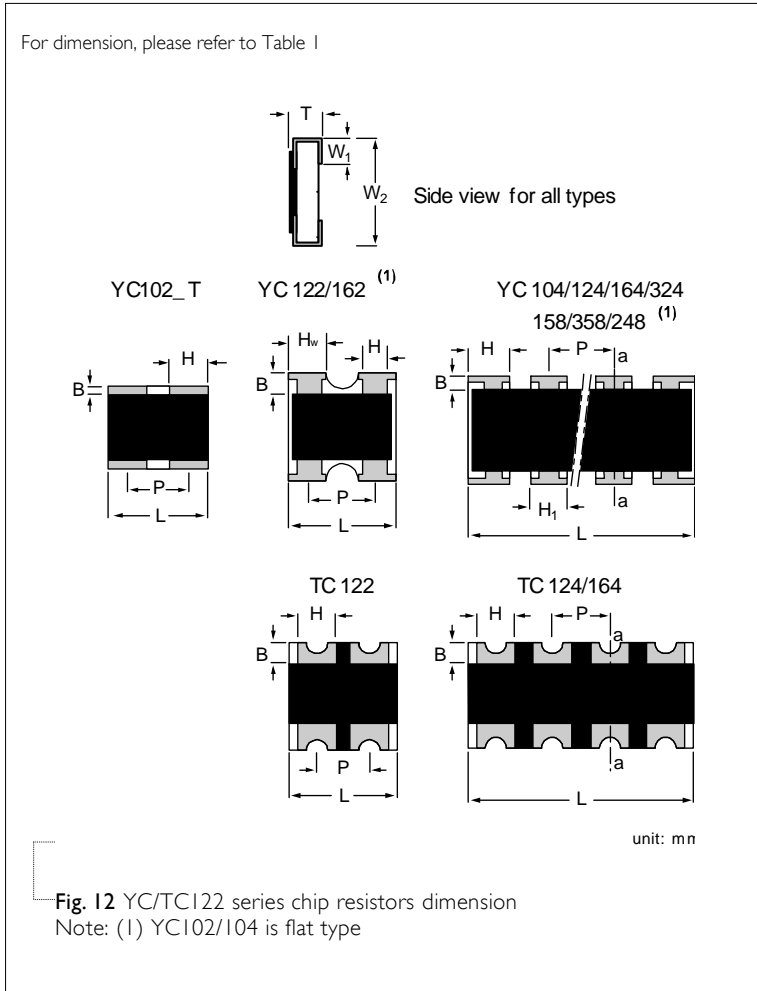 For dimension, please refer to Table 1
T
W1
W2
Side view for all types
YC102_T
YC 122/162 (1)
YC 104/124/164/324
158/358/248 (1)
H
B
P
L
Hw
H
B
P
L
H
P
a
B
H1
a
L
TC 122
TC 124/164
H
B
P
L
H
P
a
B
a
L
unit: mm
Fig. 12 YC/TC122 series chip resistors dimension
Note: (1) YC102/104 is flat type